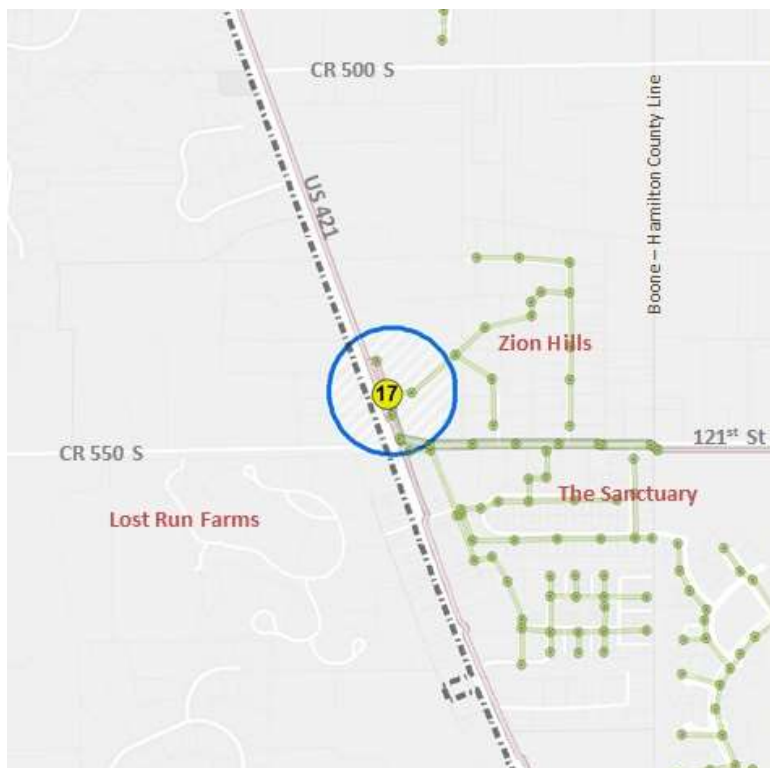 CR 500 S
Boone – Hamilton County Line
US 421
Zion Hills
17
121st St
CR 550 S
The Sanctuary
Lost Run Farms